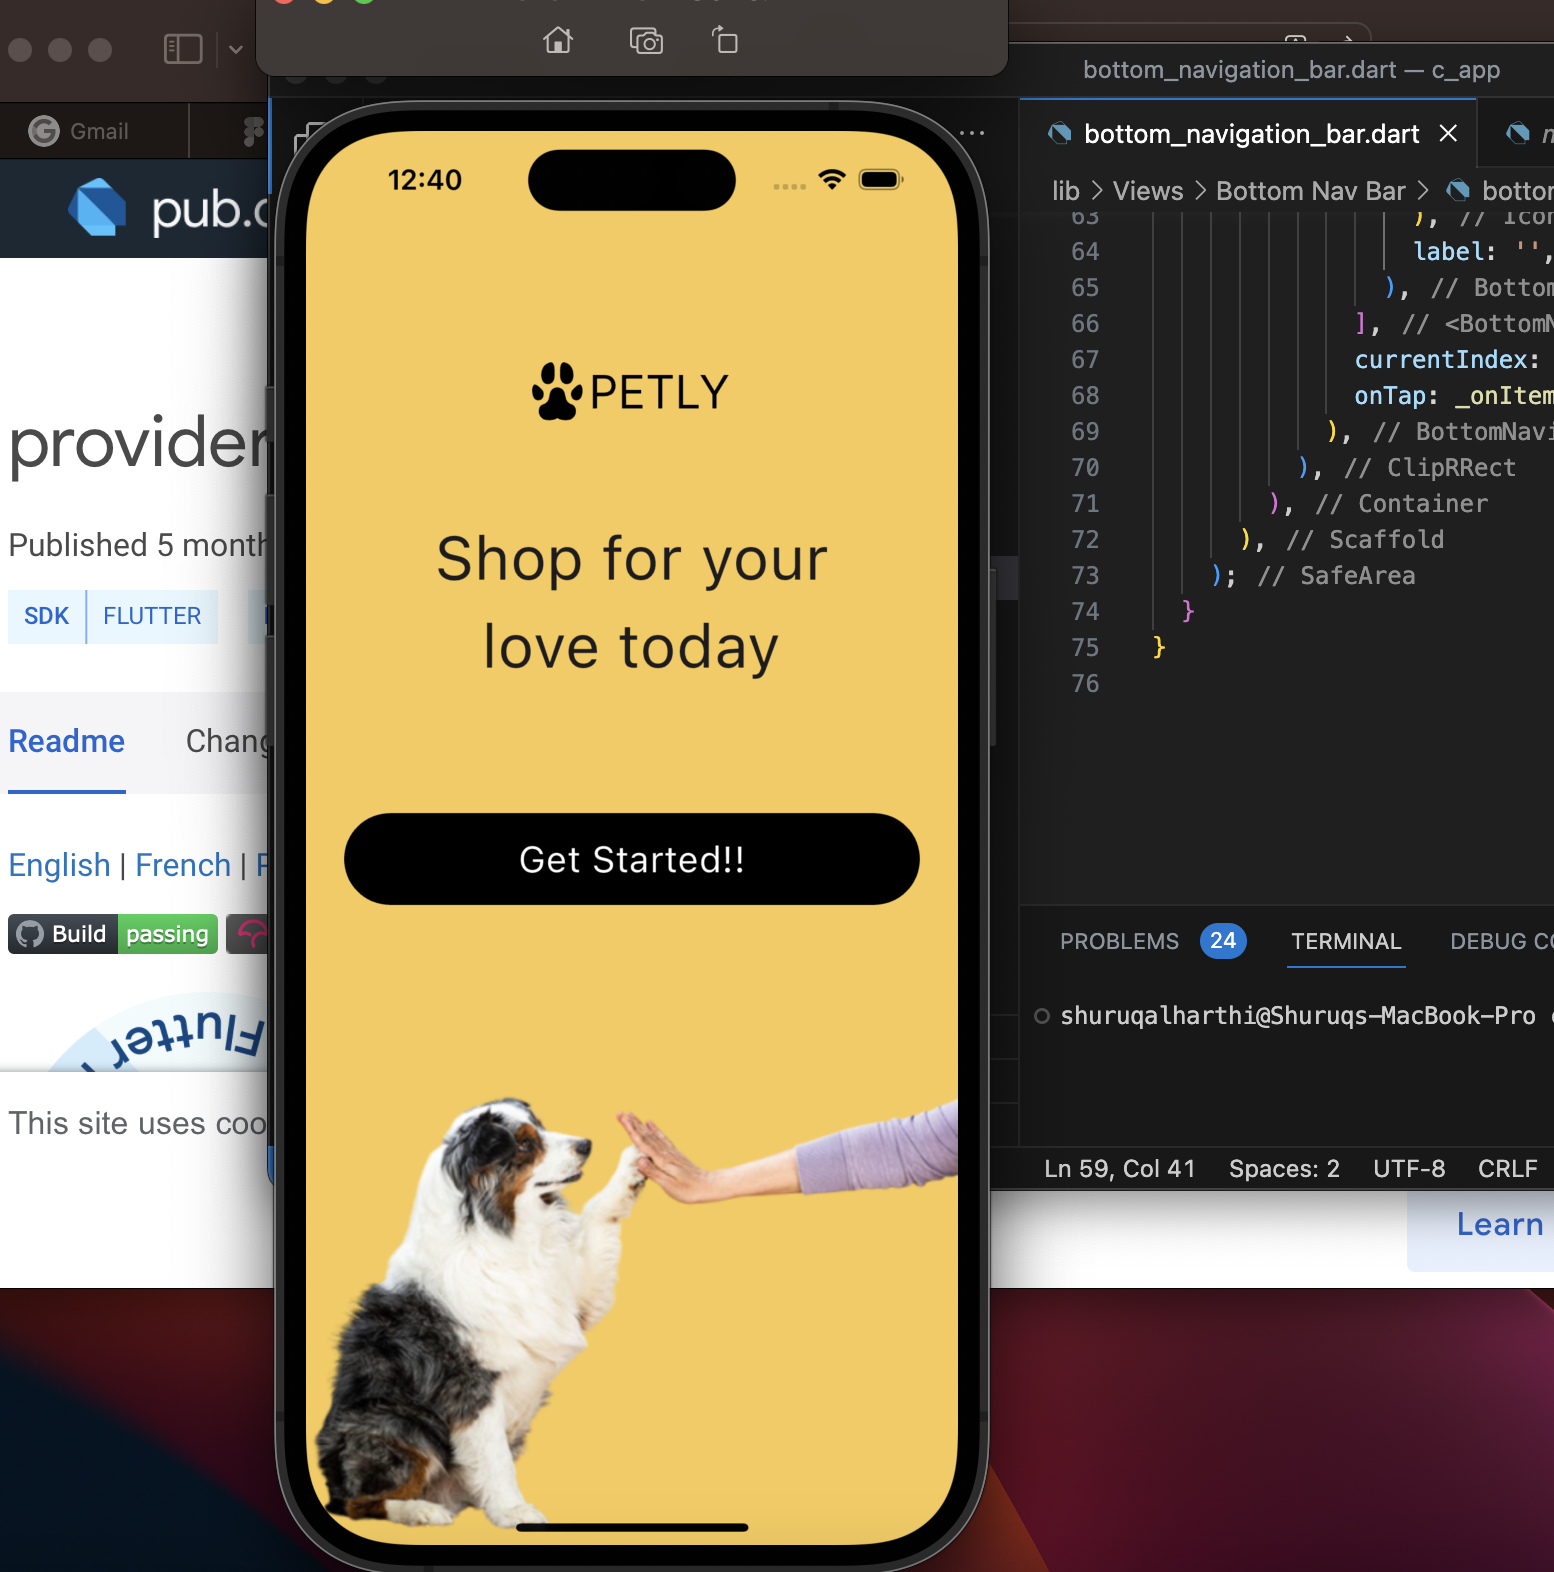 Gmail
pub.
provider
Published 5 month
SDK FLUTTER
Readme Chang
English | French |
Build passing
Flutter
This site uses coo
12:40
PETLY
Shop for your
love today
Get Started!!
bottom_navigation_bar.dart — c_app
bottom_navigation_bar.dart
lib > Views > Bottom Nav Bar > bottom
63 ), // Icon
64 label: '',
65 ), // Bottom
66 ], // <BottomN
67 currentIndex:
68 onTap: _onItem
69 ), // BottomNavi
70 ), // ClipRRect
71 ), // Container
72 ), // Scaffold
73 ); // SafeArea
74 }
75 }
76
PROBLEMS 24 TERMINAL DEBUG CO
shuruqalharthi@Shuruqs-MacBook-Pro
Ln 59, Col 41 Spaces: 2 UTF-8 CRLF
Learn